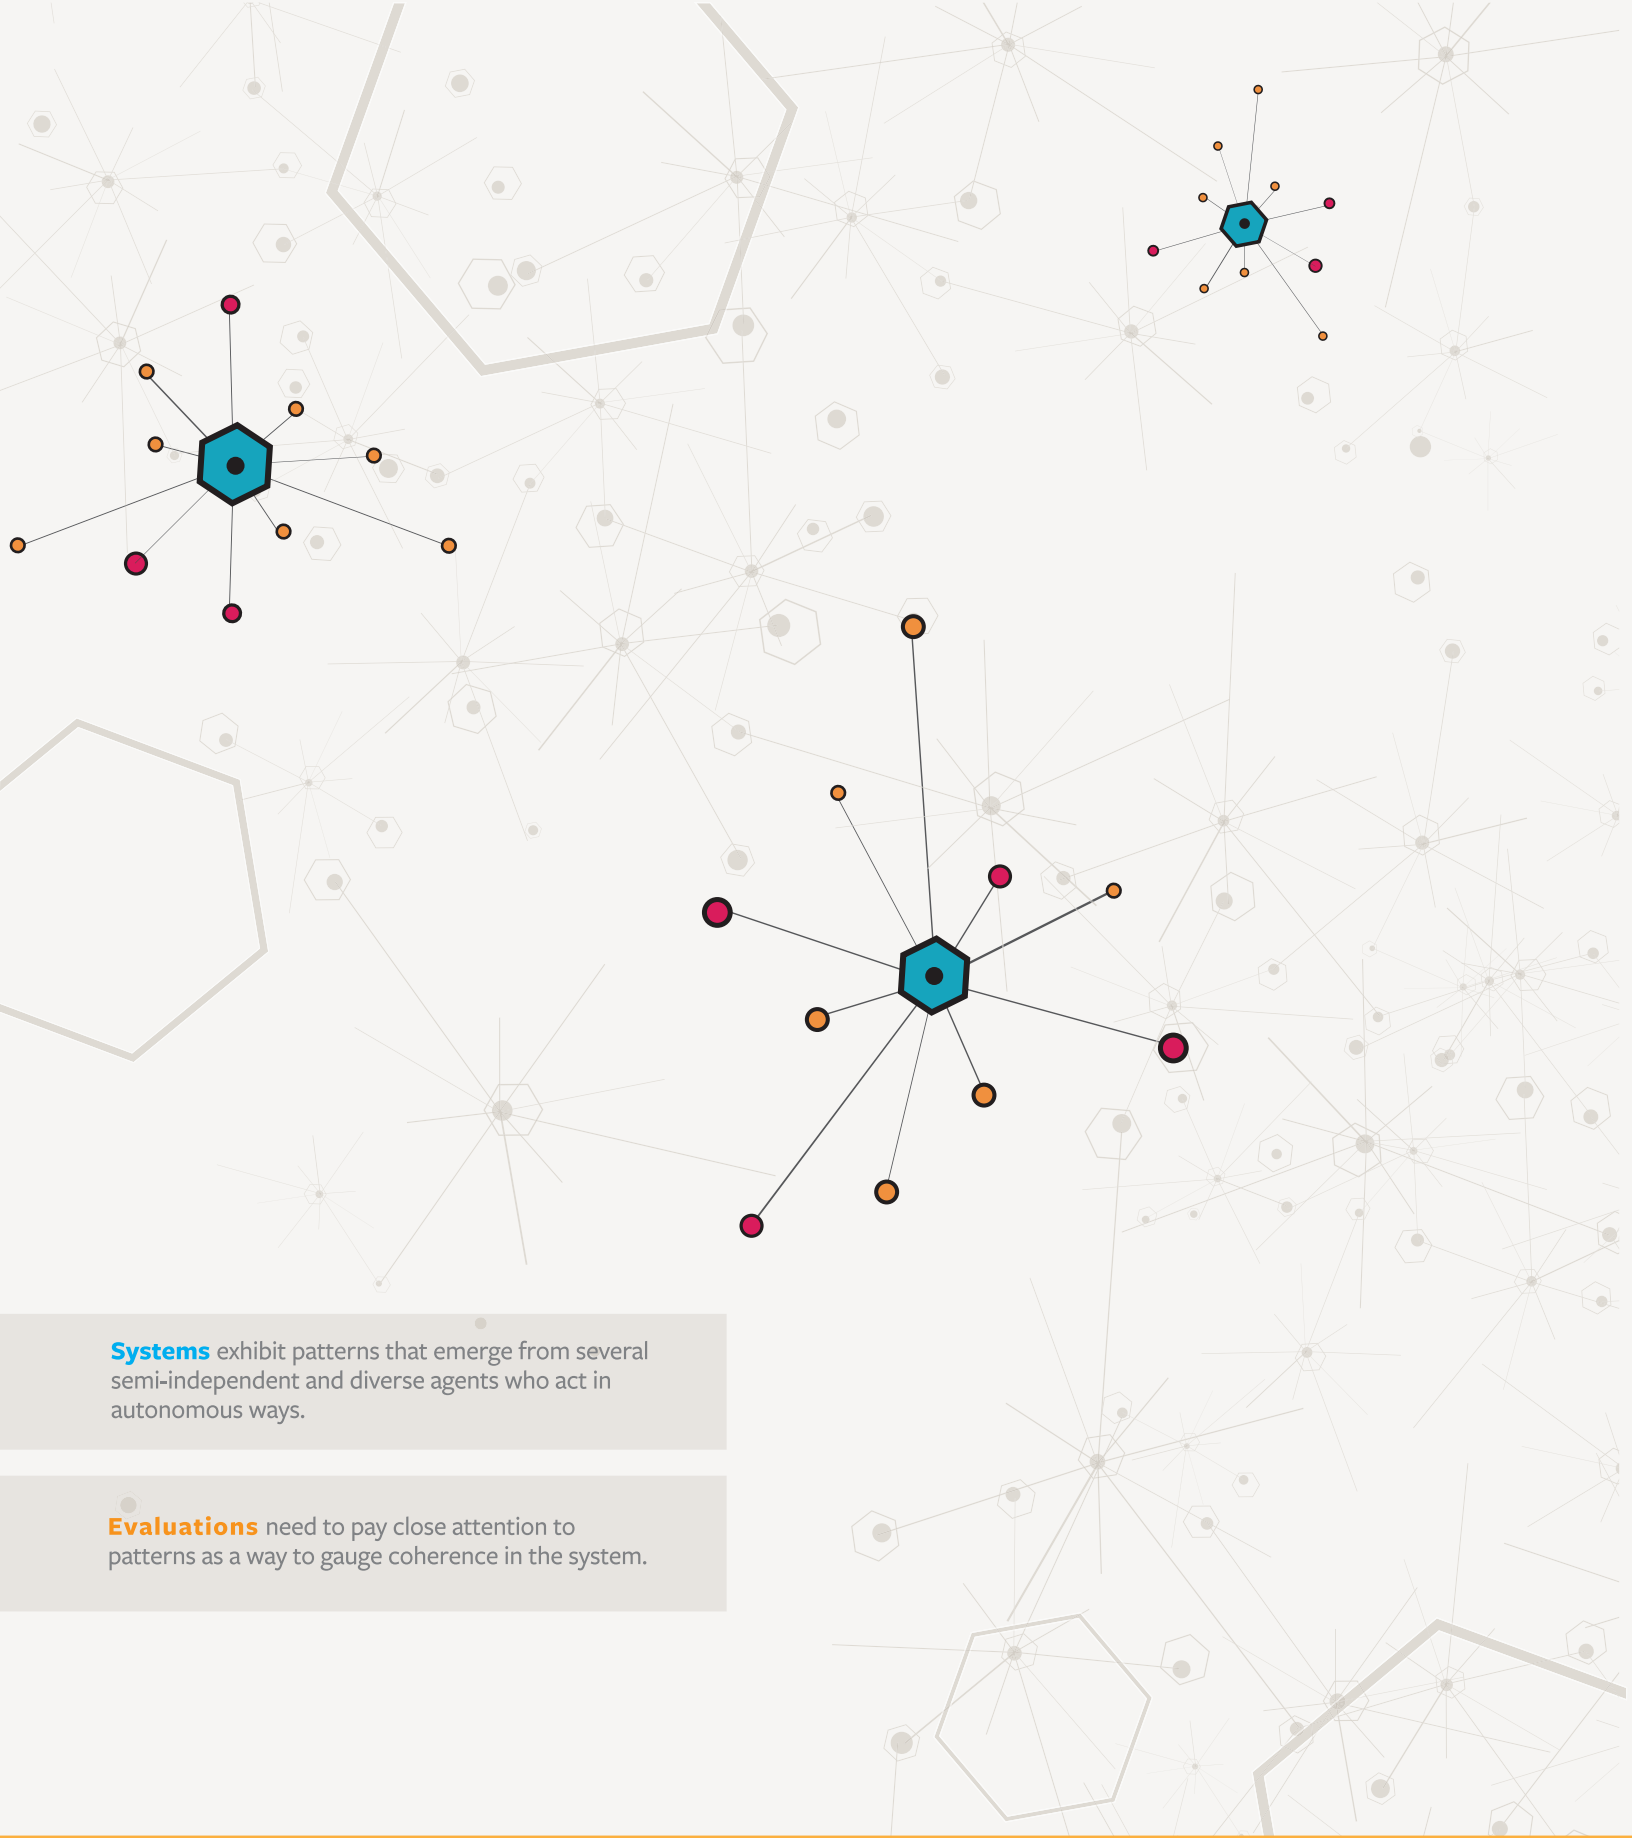 Systems exhibit patterns that emerge from several
semi-independent and diverse agents who act in
autonomous ways.
Evaluations need to pay close attention to
patterns as a way to gauge coherence in the system.